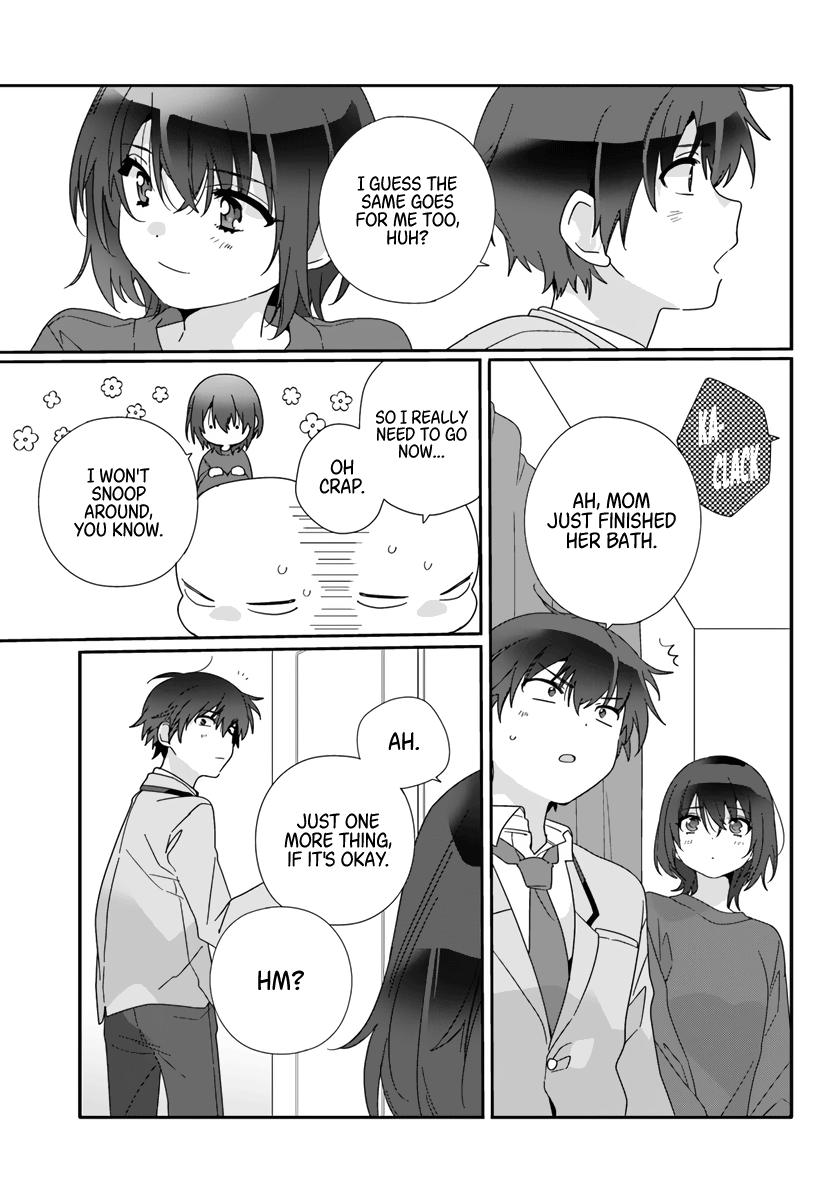 I GUESS THE
SAME GOES
FOR ME TOO,
HUH?
KA-
CLACK
AH, MOM
JUST FINISHED
HER BATH.
SO I REALLY
NEED TO GO
NOW...
OH
CRAP.
I WON'T
SNOOP
AROUND,
YOU KNOW.
AH.
JUST ONE
MORE THING,
IF IT'S OKAY.
HM?